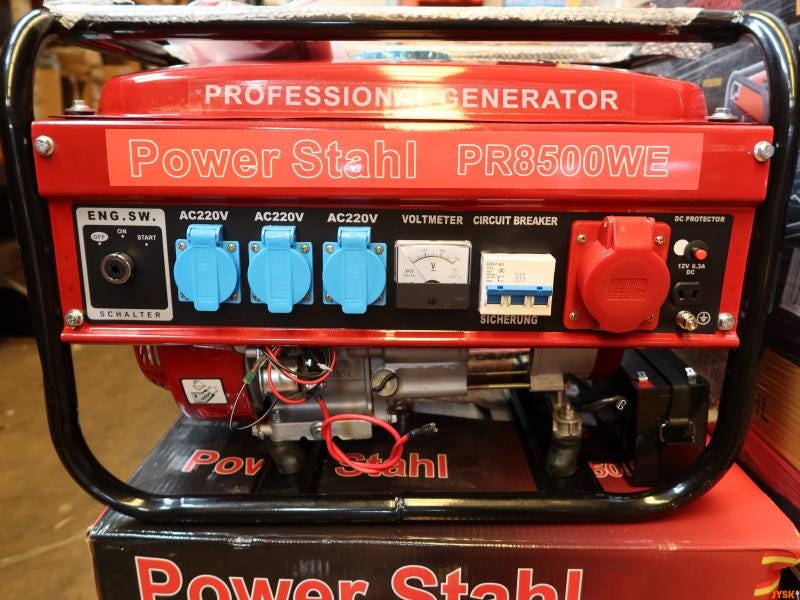 PROFESSIONAL GENERATOR
Power Stahl PR8500WE
ENG.SW.
OFF
ON
START
SCHALTER
AC220V
AC220V
AC220V
VOLTMETER
V
CIRCUIT BREAKER
SICHERUNG
DC PROTECTOR
12V 8.3A
DC
Power Stahl
Power Stahl
JYSK